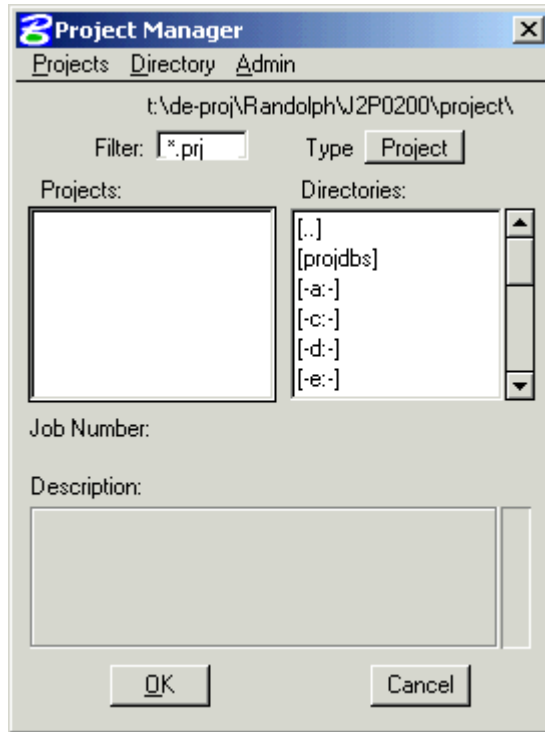 Project Manager
Projects Directory Admin
t:\de-proj\Randolph\J2P0200\project\
Filter: *.prj Type Project
Projects: Directories:
[..]
[projdbs]
[-a:-]
[-c:-]
[-d:-]
[-e:-]
Job Number:
Description:
OK Cancel